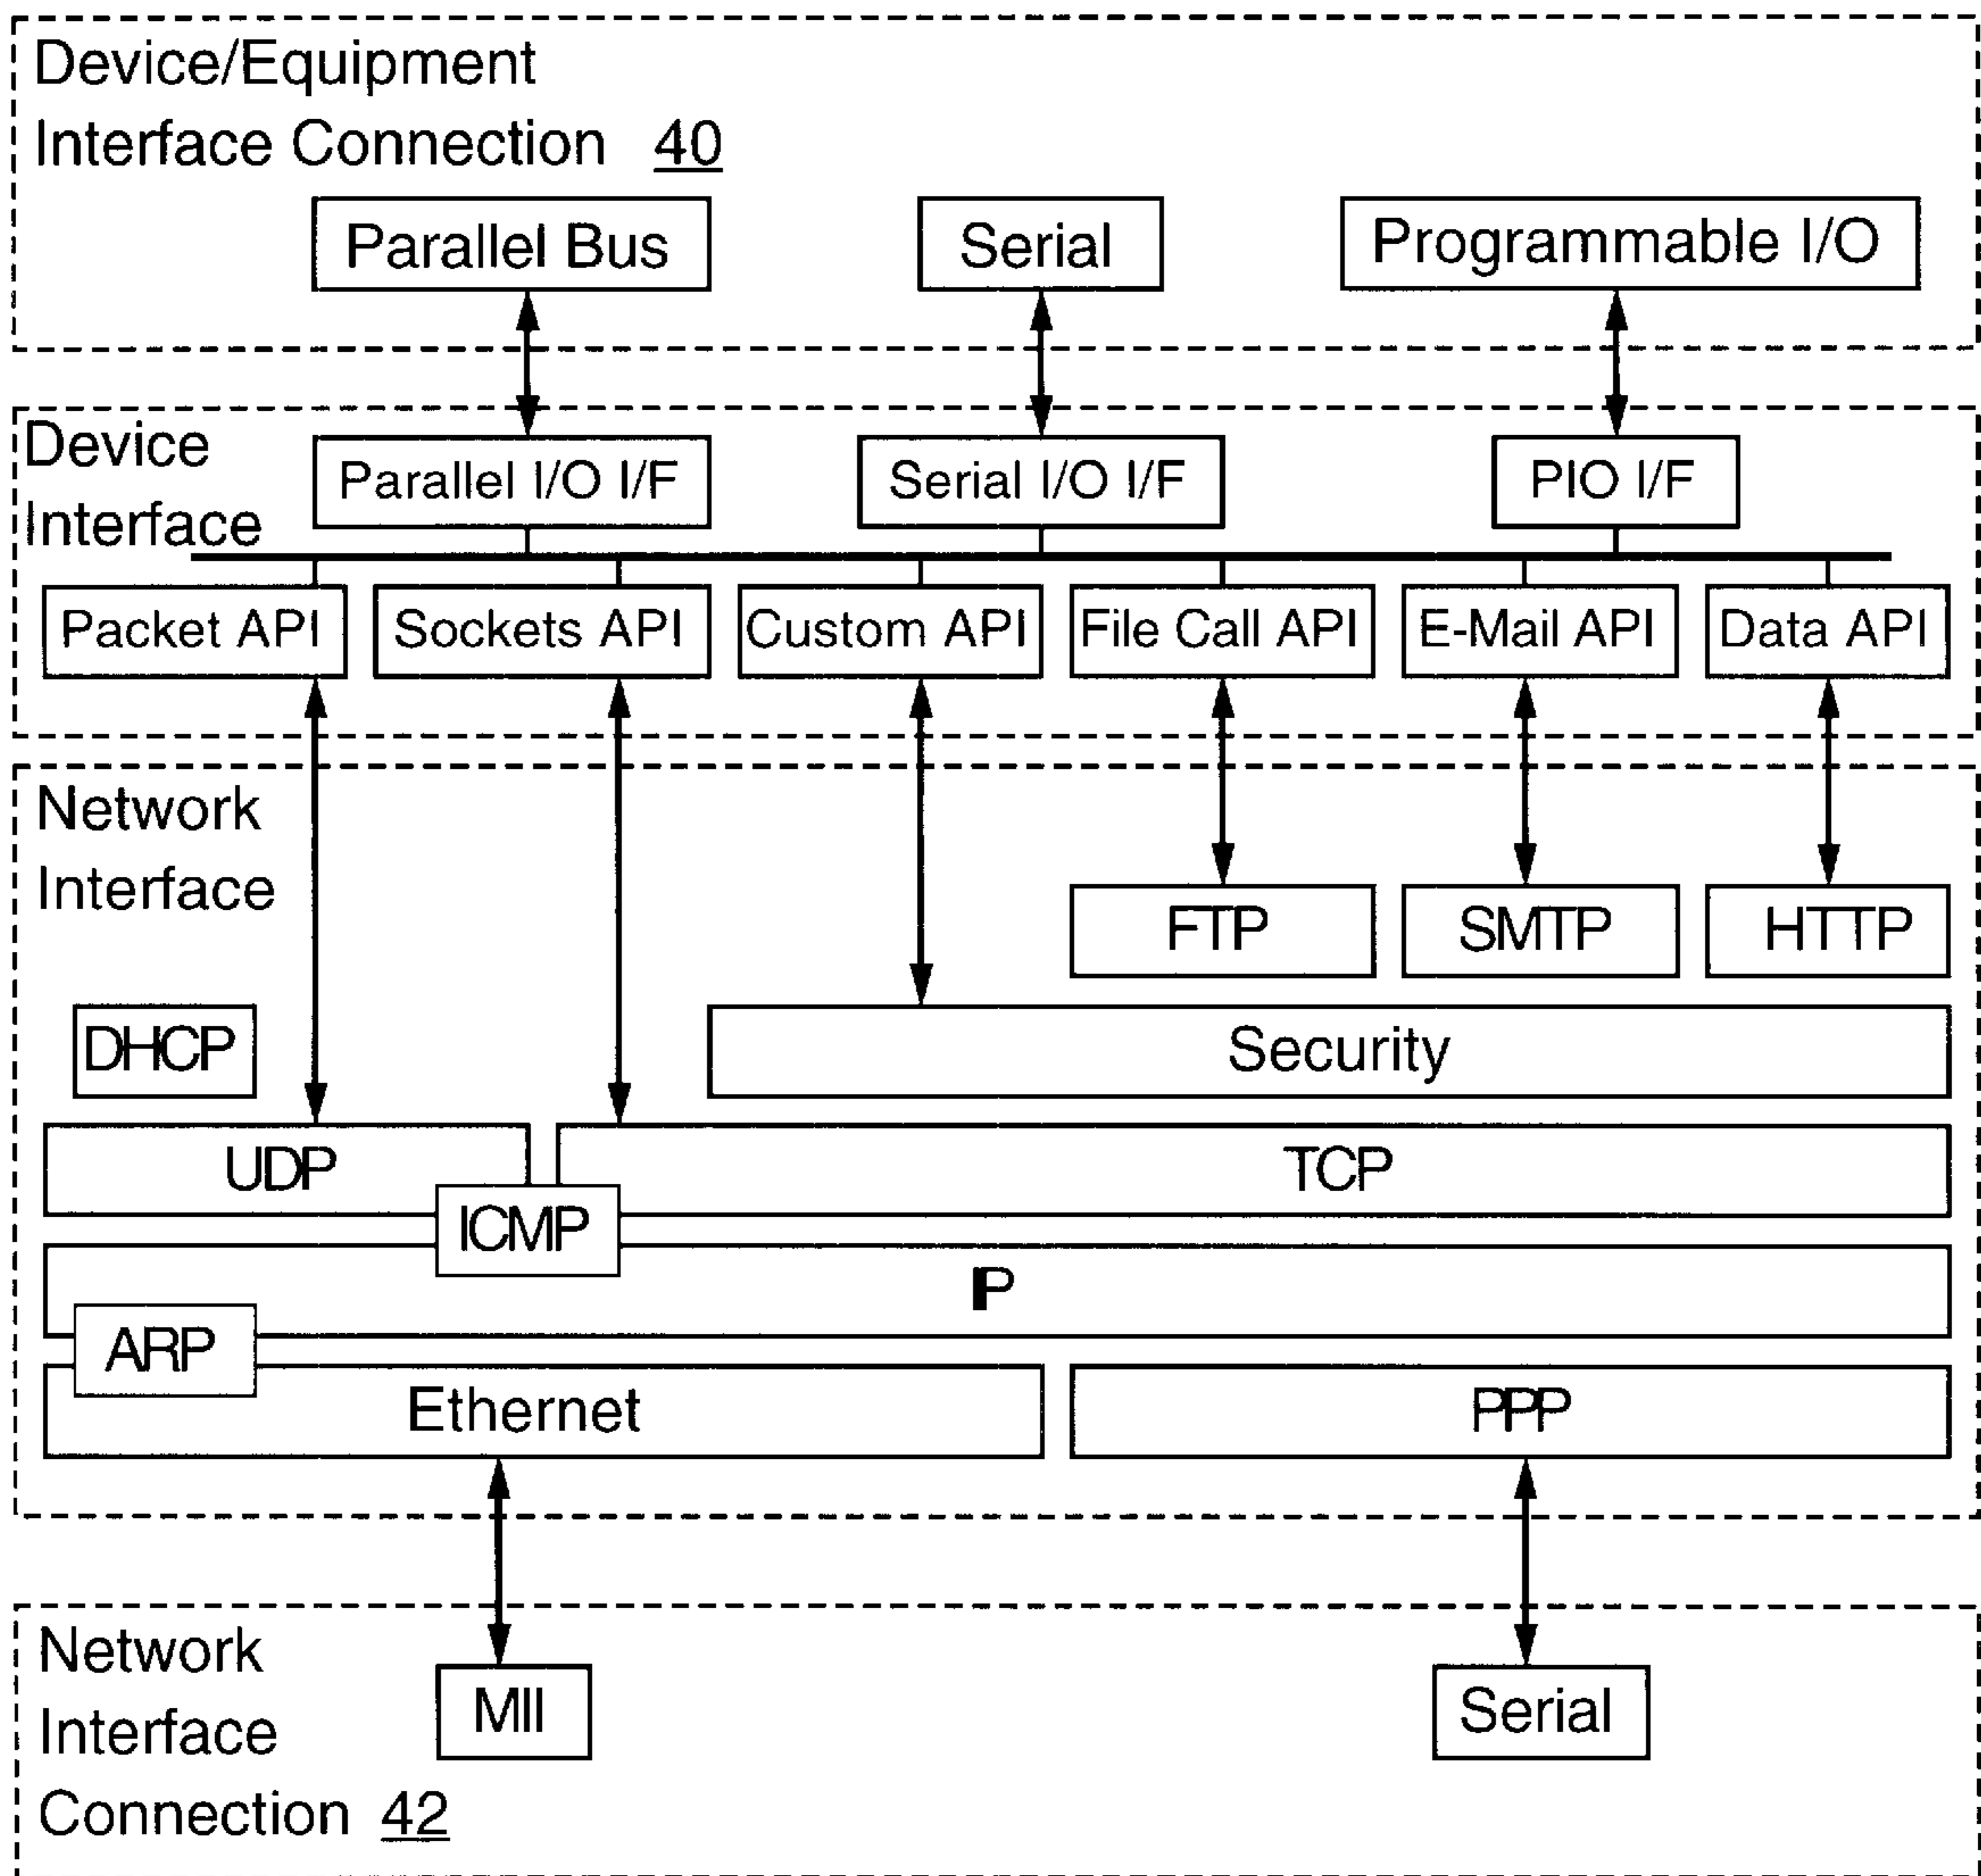 Device/Equipment
Interface Connection 40
Parallel Bus
Serial
Programmable I/O
Device
Interface
Parallel I/O I/F
Serial I/O I/F
PIO I/F
Packet API
Sockets API
Custom API
File Call API
E-Mail API
Data API
Network
Interface
FTP
SMTP
HTTP
DHCP
Security
UDP
TCP
ICMP
IP
ARP
Ethernet
PPP
Network
Interface
Connection 42
MII
Serial